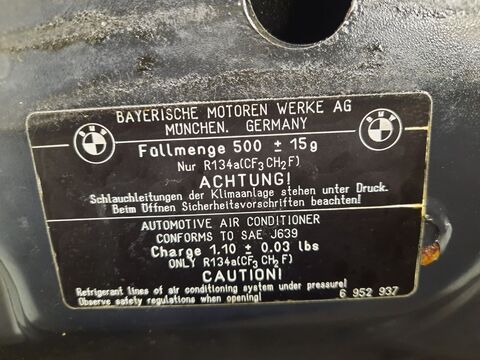 BAYERISCHE MOTOREN WERKE AG
MÜNCHEN, GERMANY
Füllmenge 500 ± 15g
Nur R134a(CF3CH2F)
ACHTUNG!
Schlauchleitungen der Klimaanlage stehen unter Druck.
Beim Öffnen Sicherheitsvorschriften beachten!
AUTOMOTIVE AIR CONDITIONER
CONFORMS TO SAE J639
Charge 1,10 ± 0.03 lbs
ONLY R134a(CF3CH2F)
CAUTION!
Refrigerant lines of air conditioning system under pressure!
Observe safety regulations when opening!
6 952 937
BMW
BMW